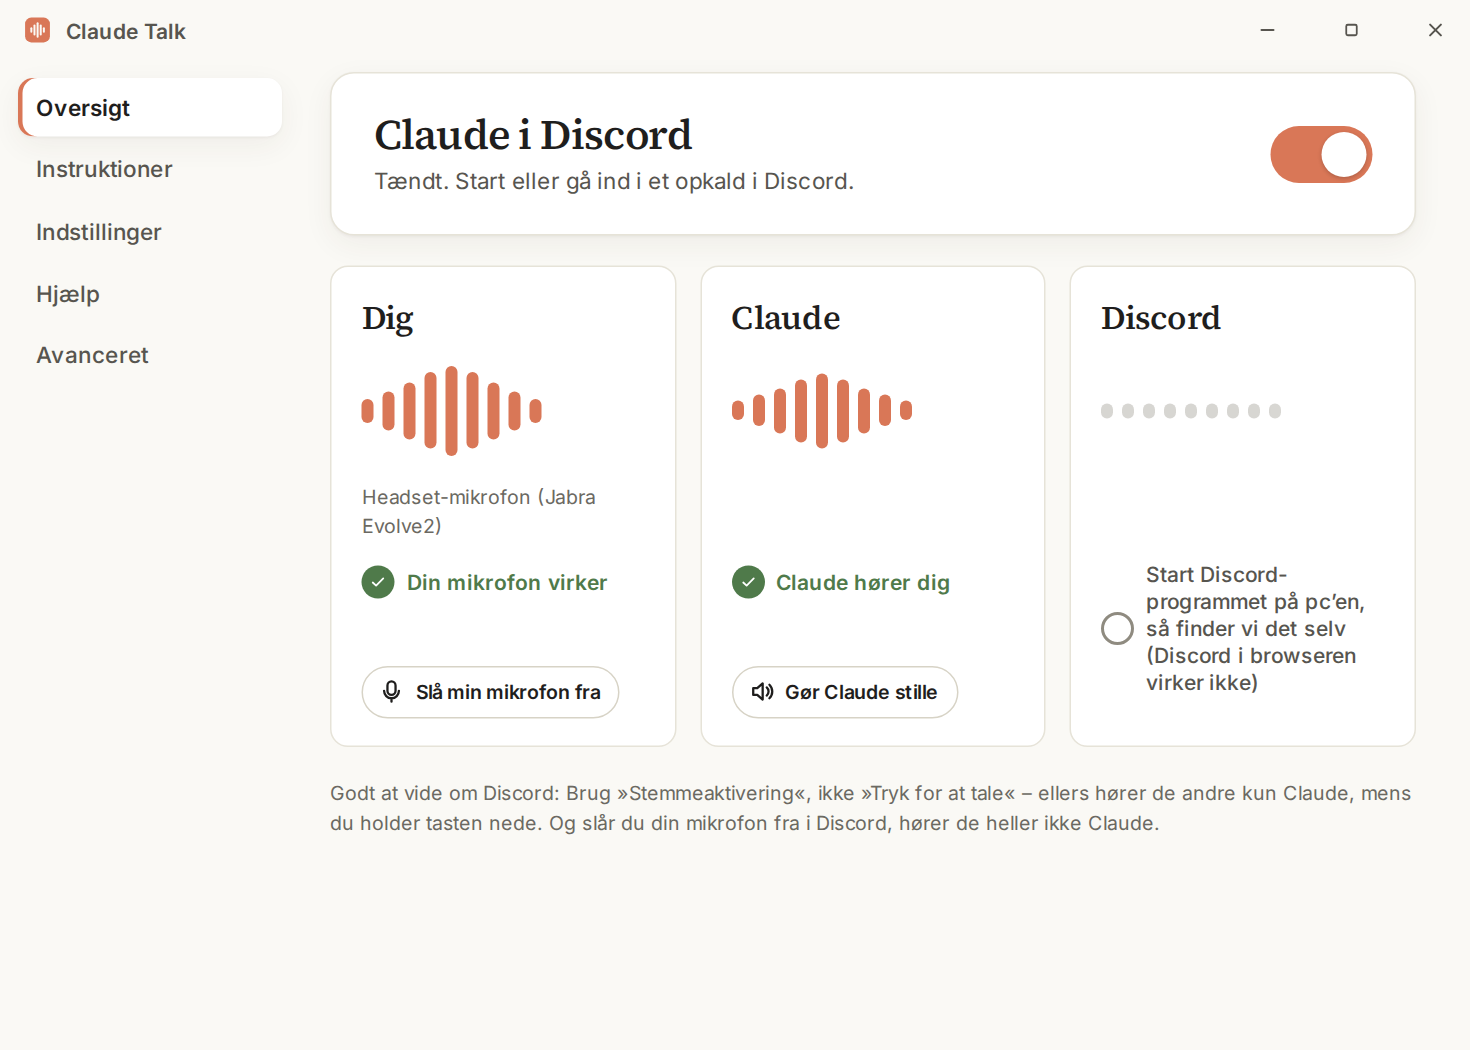 Claude Talk
Oversigt
Instruktioner
Indstillinger
Hjælp
Avanceret
Claude i Discord
Tændt. Start eller gå ind i et opkald i Discord.
Dig
Headset-mikrofon (Jabra
Evolve2)
Din mikrofon virker
Slå min mikrofon fra
Claude
Claude hører dig
Gør Claude stille
Discord
Start Discord-
programmet på pc’en,
så finder vi det selv
(Discord i browseren
virker ikke)
Godt at vide om Discord: Brug »Stemmeaktivering«, ikke »Tryk for at tale« – ellers hører de andre kun Claude, mens
du holder tasten nede. Og slår du din mikrofon fra i Discord, hører de heller ikke Claude.